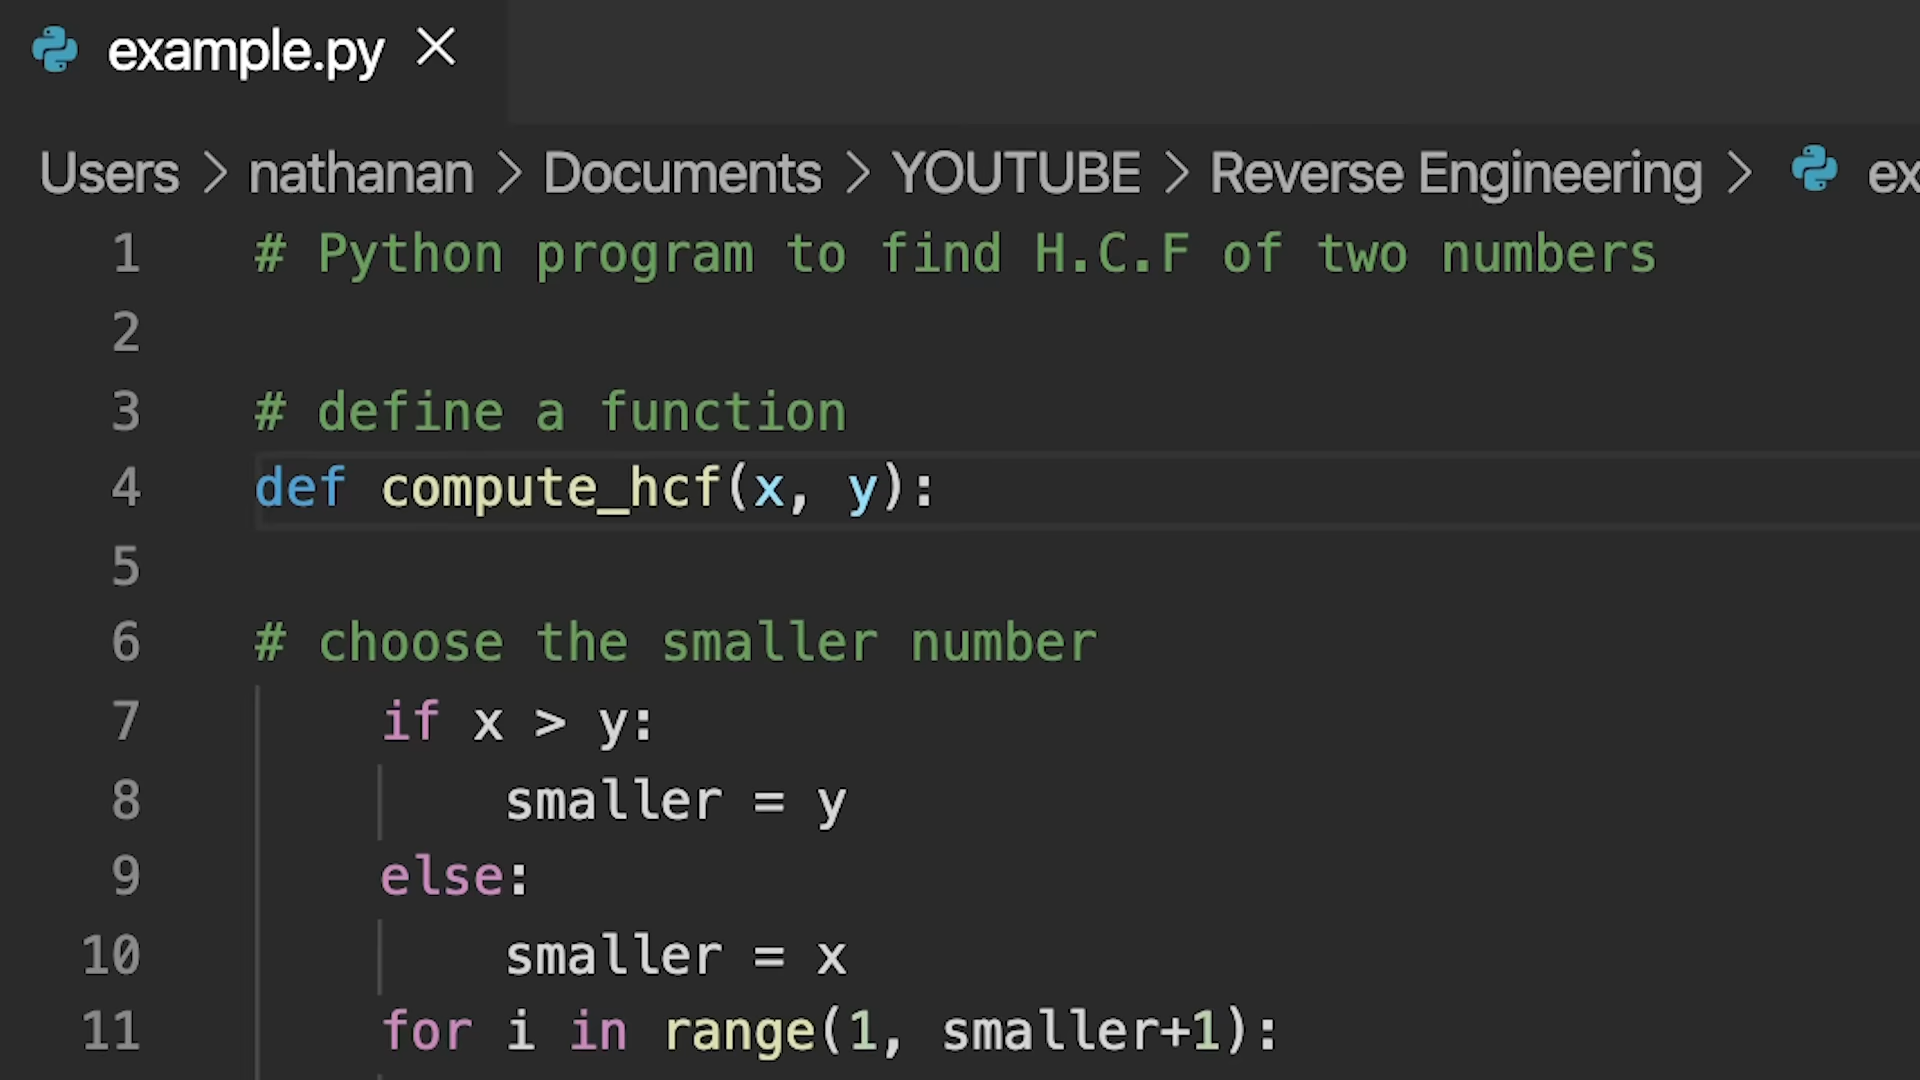 example.py
Users > nathanan > Documents > YOUTUBE > Reverse Engineering > ex
1 # Python program to find H.C.F of two numbers
2
3 # define a function
4 def compute_hcf(x, y):
5
6 # choose the smaller number
7 if x > y:
8 smaller = y
9 else:
10 smaller = x
11 for i in range(1, smaller+1):